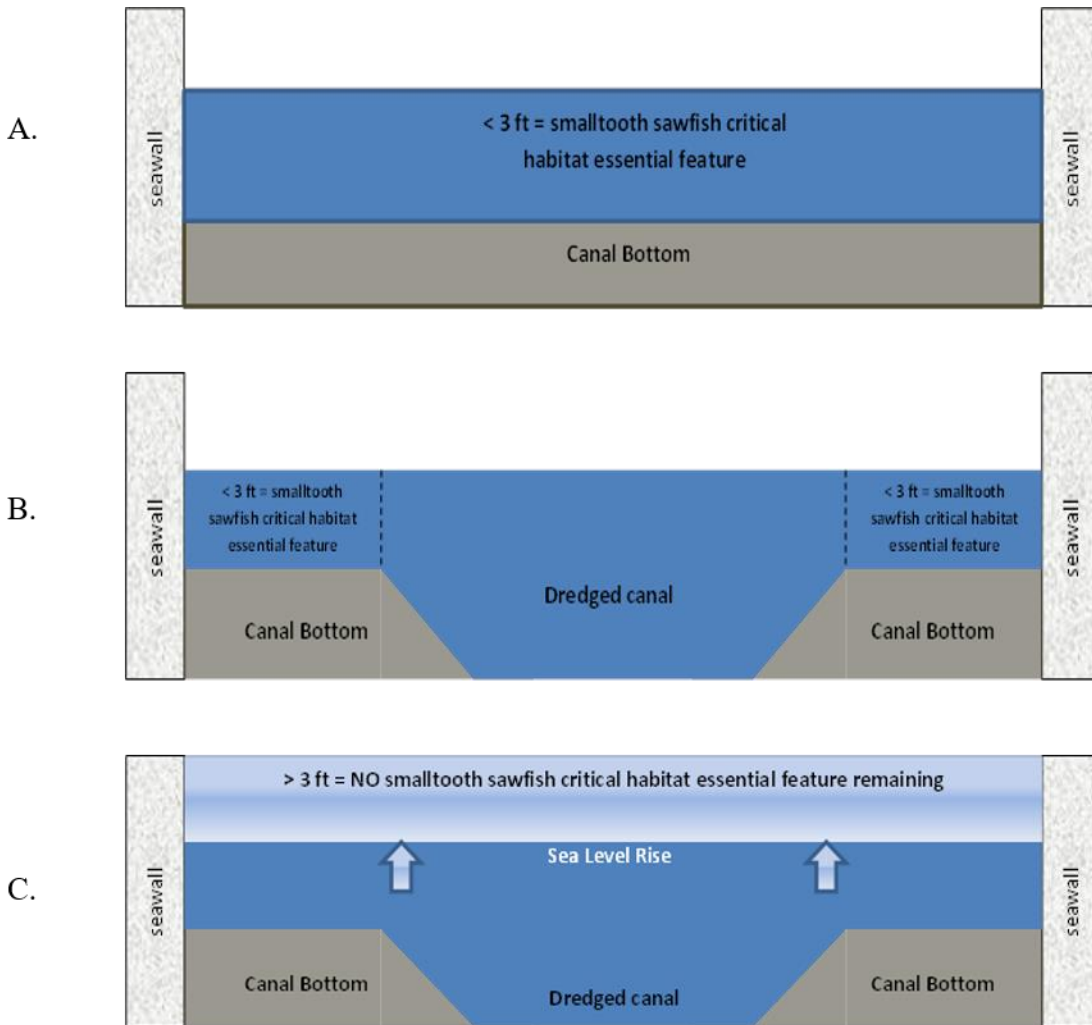 A.
seawall
< 3 ft = smalltooth sawfish critical
habitat essential feature
Canal Bottom
seawall
B.
seawall
< 3 ft = smalltooth
sawfish critical habitat
essential feature
Canal Bottom
Dredged canal
< 3 ft = smalltooth
sawfish critical habitat
essential feature
Canal Bottom
seawall
C.
seawall
> 3 ft = NO smalltooth sawfish critical habitat essential feature remaining
Sea Level Rise
Canal Bottom
Dredged canal
Canal Bottom
seawall